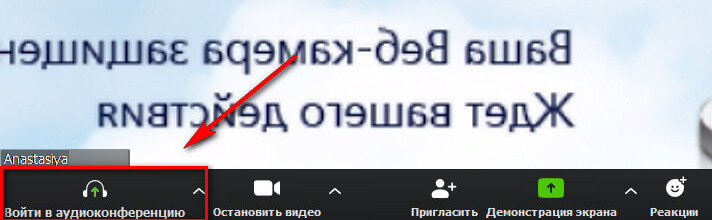 Ваша Веб-камера защищен
Ждет вашего действия
Anastasiya
Войти в аудиоконференцию Остановить видео Пригласить Демонстрация экрана Реакции